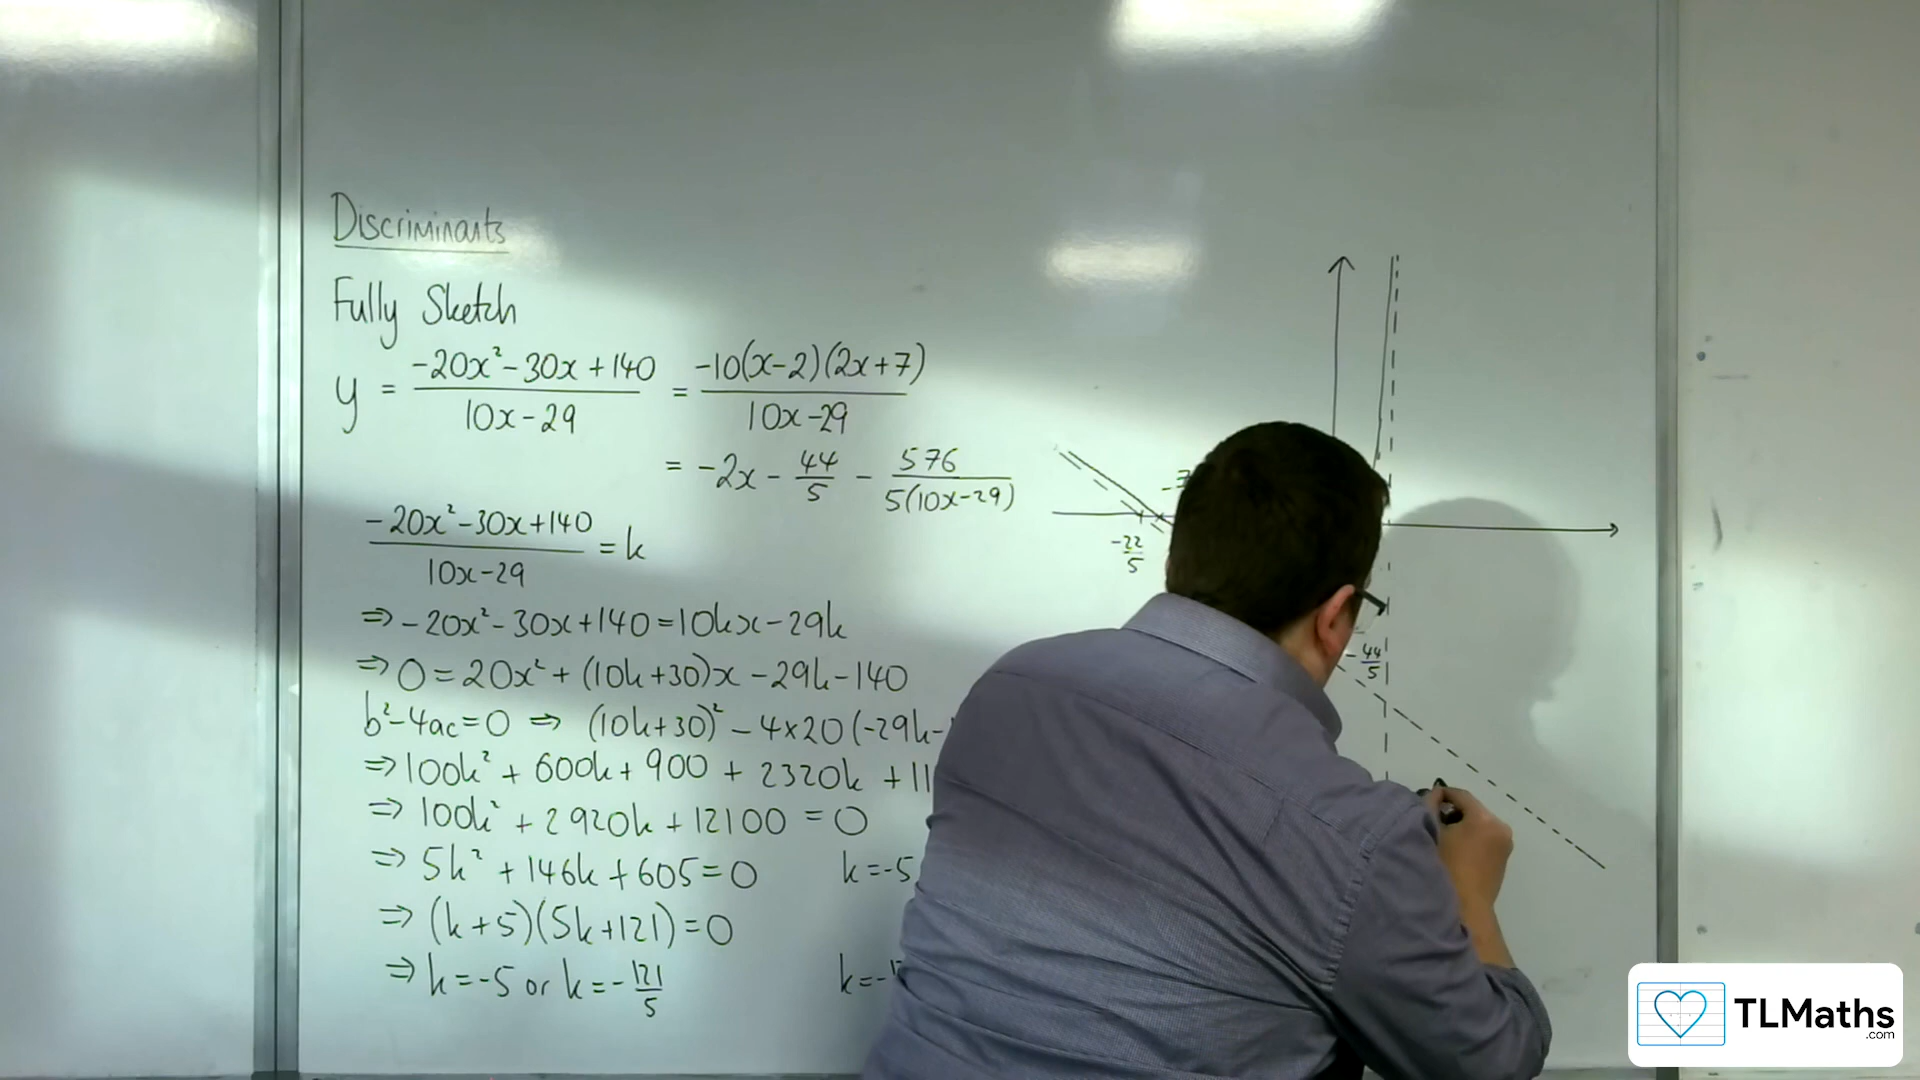 Discriminants
Fully Sketch
y = (-20x² - 30x + 140)/(10x - 29) = (-10(x-2)(2x+7))/(10x-29)
= -2x - 44/5 - 576/(5(10x-29))
(-20x² - 30x + 140)/(10x - 29) = k
⇒ -20x² - 30x + 140 = 10kx - 29k
⇒ 0 = 20x² + (10k+30)x - 29k - 140
b² - 4ac = 0 ⇒ (10k+30)² - 4×20(-29k-
⇒ 100k² + 600k + 900 + 2320k + 11
⇒ 100k² + 2920k + 12100 = 0
⇒ 5k² + 146k + 605 = 0 k = -5
⇒ (k+5)(5k+121) = 0
⇒ k = -5 or k = -121/5 k = -1
-22/5
-44/5
TLMaths
.com